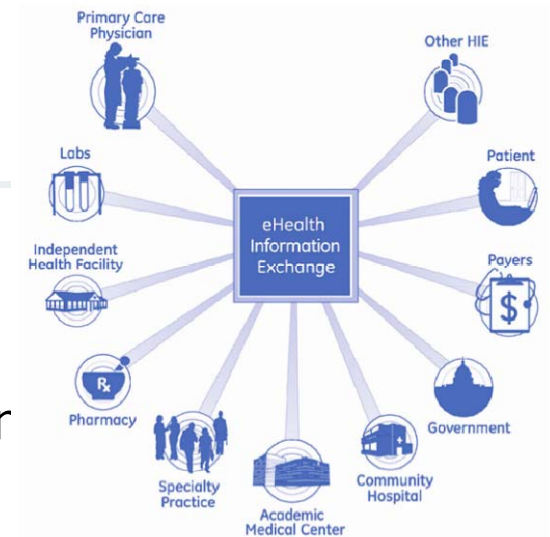 Primary Care
Physician
Other HIE
Labs
Patient
eHealth
Information
Exchange
Independent
Health Facility
Payers
$
Rx
r
Pharmacy
Government
Specialty
Practice
Community
Hospital
Academic
Medical Center